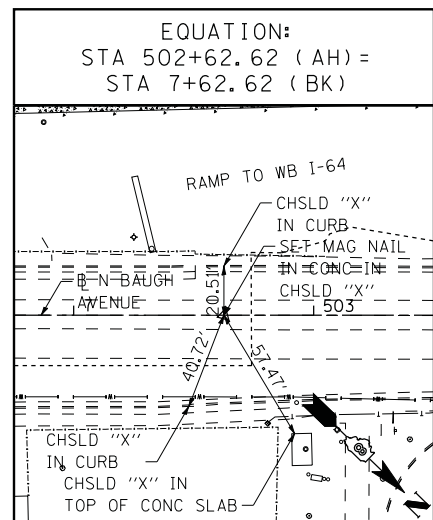 EQUATION:
STA 502+62.62 (AH)=
STA 7+62.62 (BK)
RAMP TO WB I-64
CHSLD "X"
IN CURB
SET MAG NAIL
IN CONC IN
CHSLD "X"
N BAUGH
AVENUE
7
20.51'
503
40.72'
57.47'
CHSLD "X"
IN CURB
CHSLD "X" IN
TOP OF CONC SLAB
N